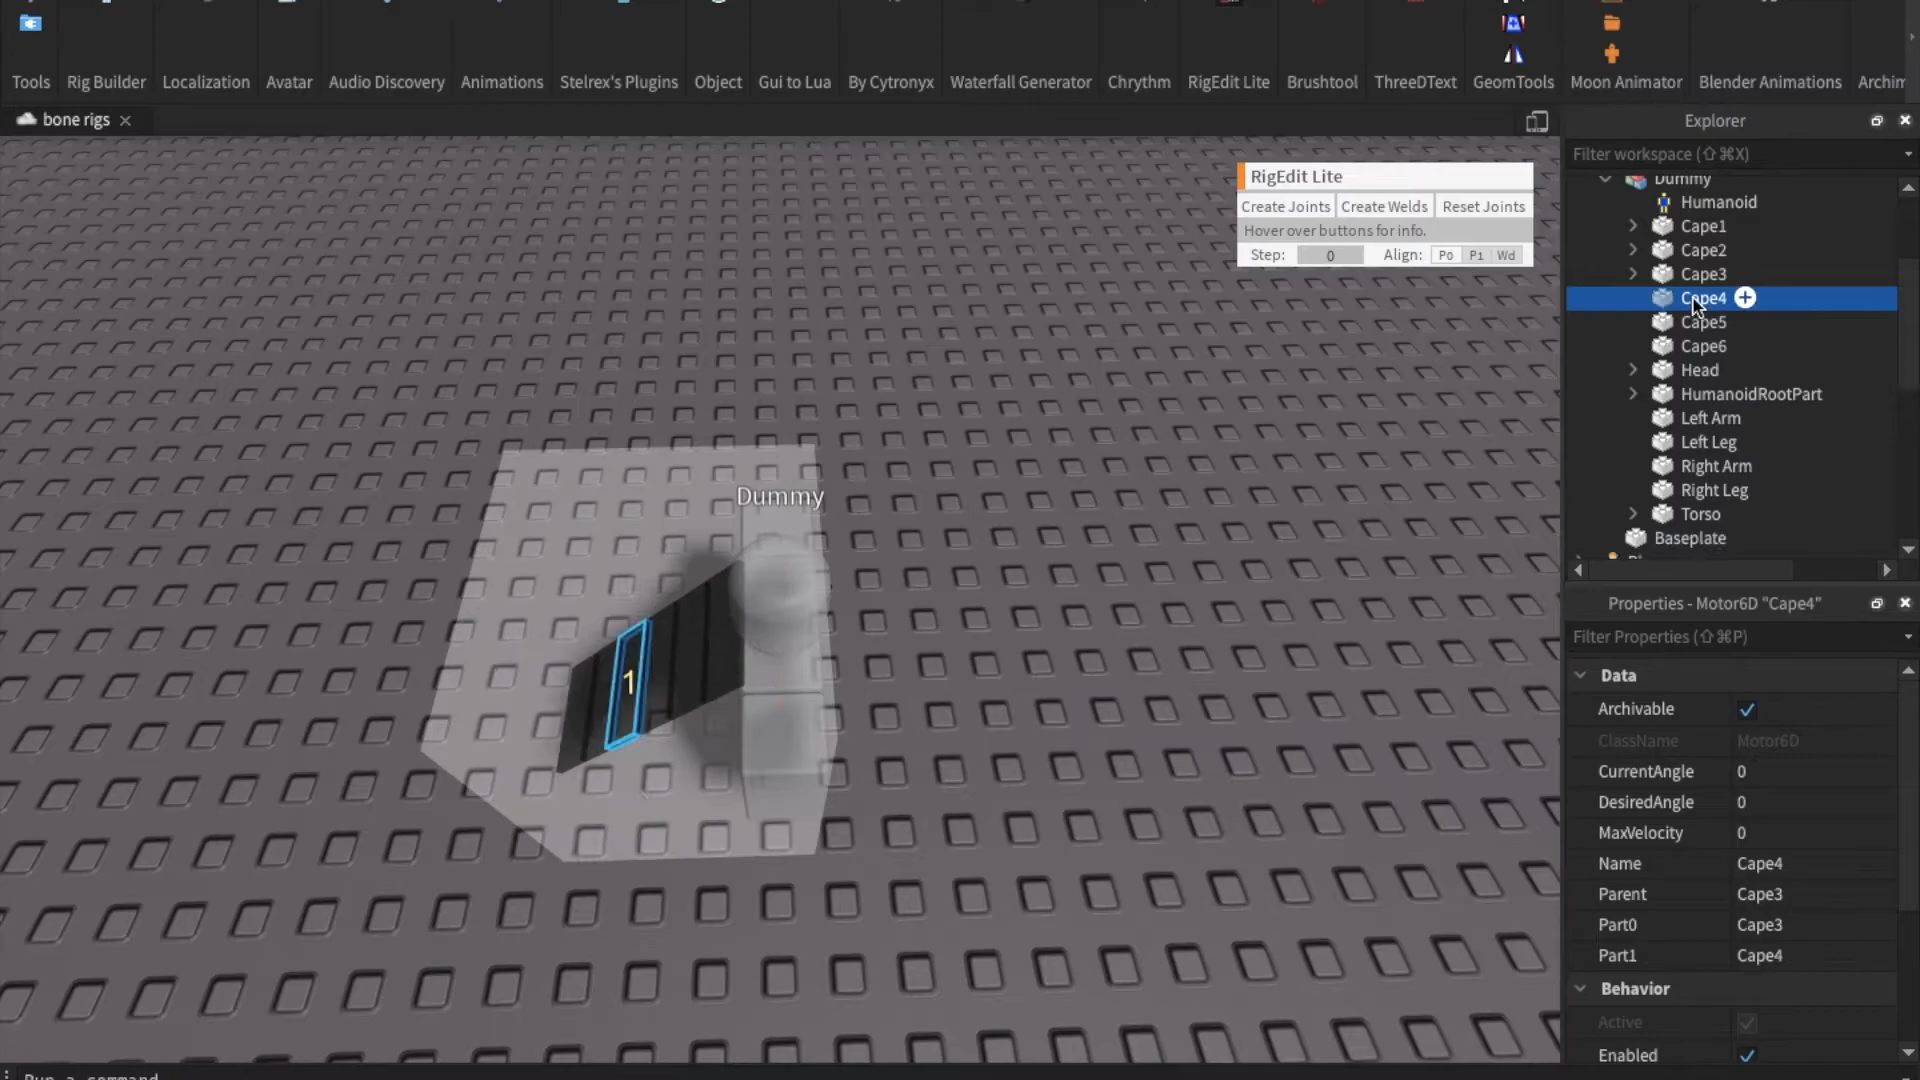 Tools Rig Builder Localization Avatar Audio Discovery Animations Stelrex's Plugins Object Gui to Lua By Cytronyx Waterfall Generator Chrythm RigEdit Lite Brushtool ThreeDText GeomTools Moon Animator Blender Animations
bone rigs
Explorer
Filter workspace (⇧⌘X)
RigEdit Lite
Create Joints Create Welds Reset Joints
Hover over buttons for info.
Step: 0 Align: P0 P1 Wd
Dummy
Humanoid
Cape1
Cape2
Cape3
Cape4
Cape5
Cape6
Head
HumanoidRootPart
Left Arm
Left Leg
Right Arm
Right Leg
Torso
Baseplate
Dummy
1
Properties - Motor6D "Cape4"
Filter Properties (⇧⌘P)
Data
Archivable
ClassName Motor6D
CurrentAngle 0
DesiredAngle 0
MaxVelocity 0
Name Cape4
Parent Cape3
Part0 Cape3
Part1 Cape4
Behavior
Active
Enabled
Run a command